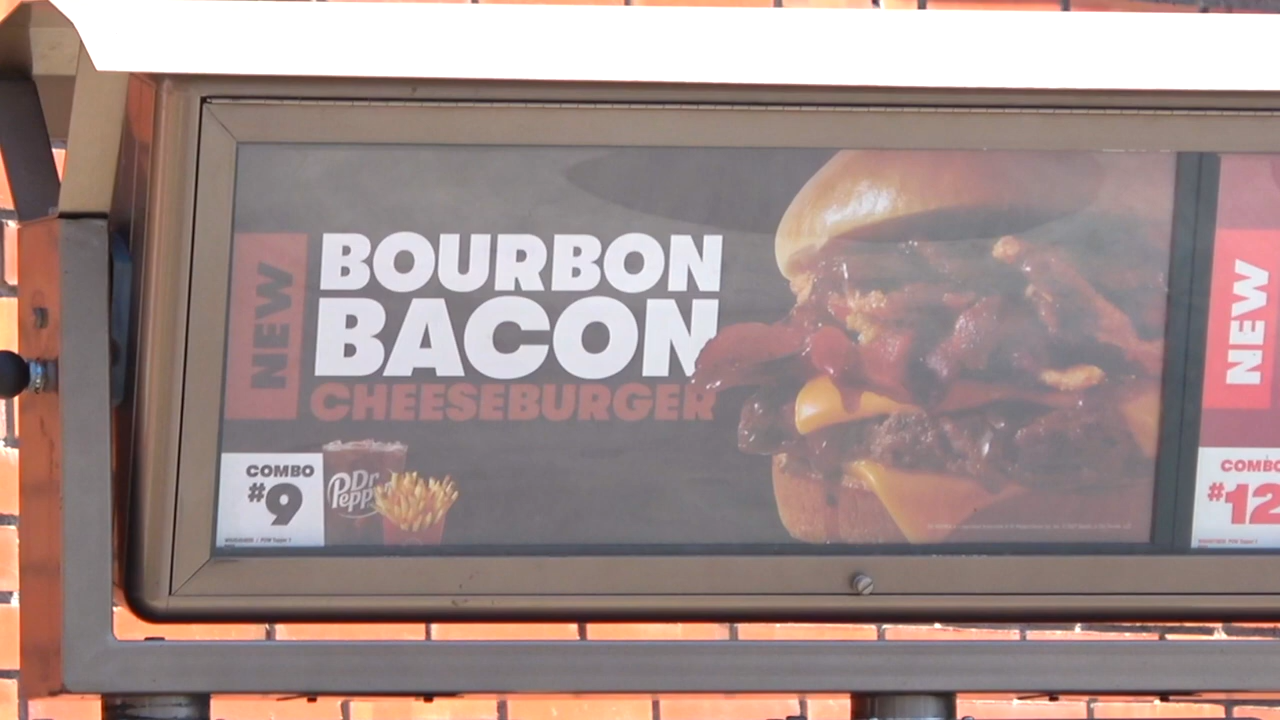 NEW
BOURBON
BACON
CHEESEBURGER
COMBO
#9
Dr
Pepper
NEW
COMBO
#12